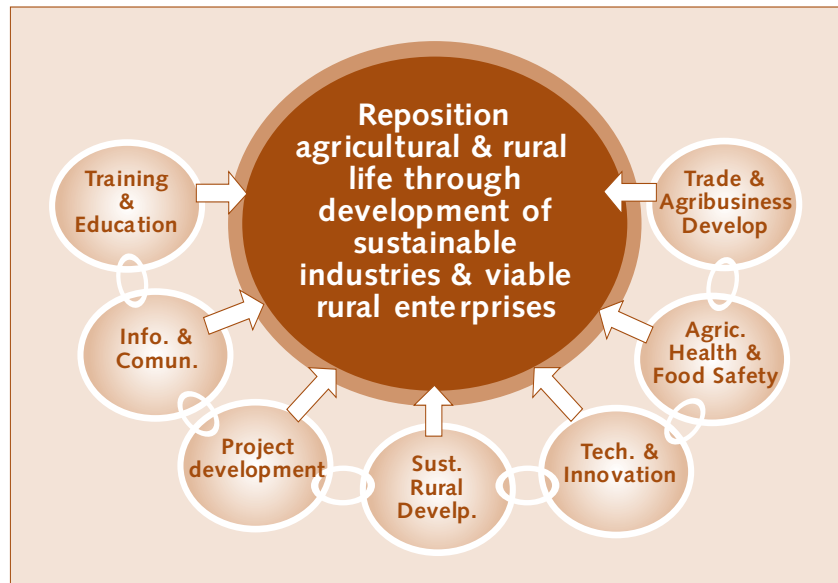 Reposition
agricultural & rural
life through
development of
sustainable
industries & viable
rural enterprises
Training
&
Education
Info. &
Comun.
Project
development
Sust.
Rural
Develp.
Tech. &
Innovation
Agric.
Health &
Food Safety
Trade &
Agribusiness
Develop